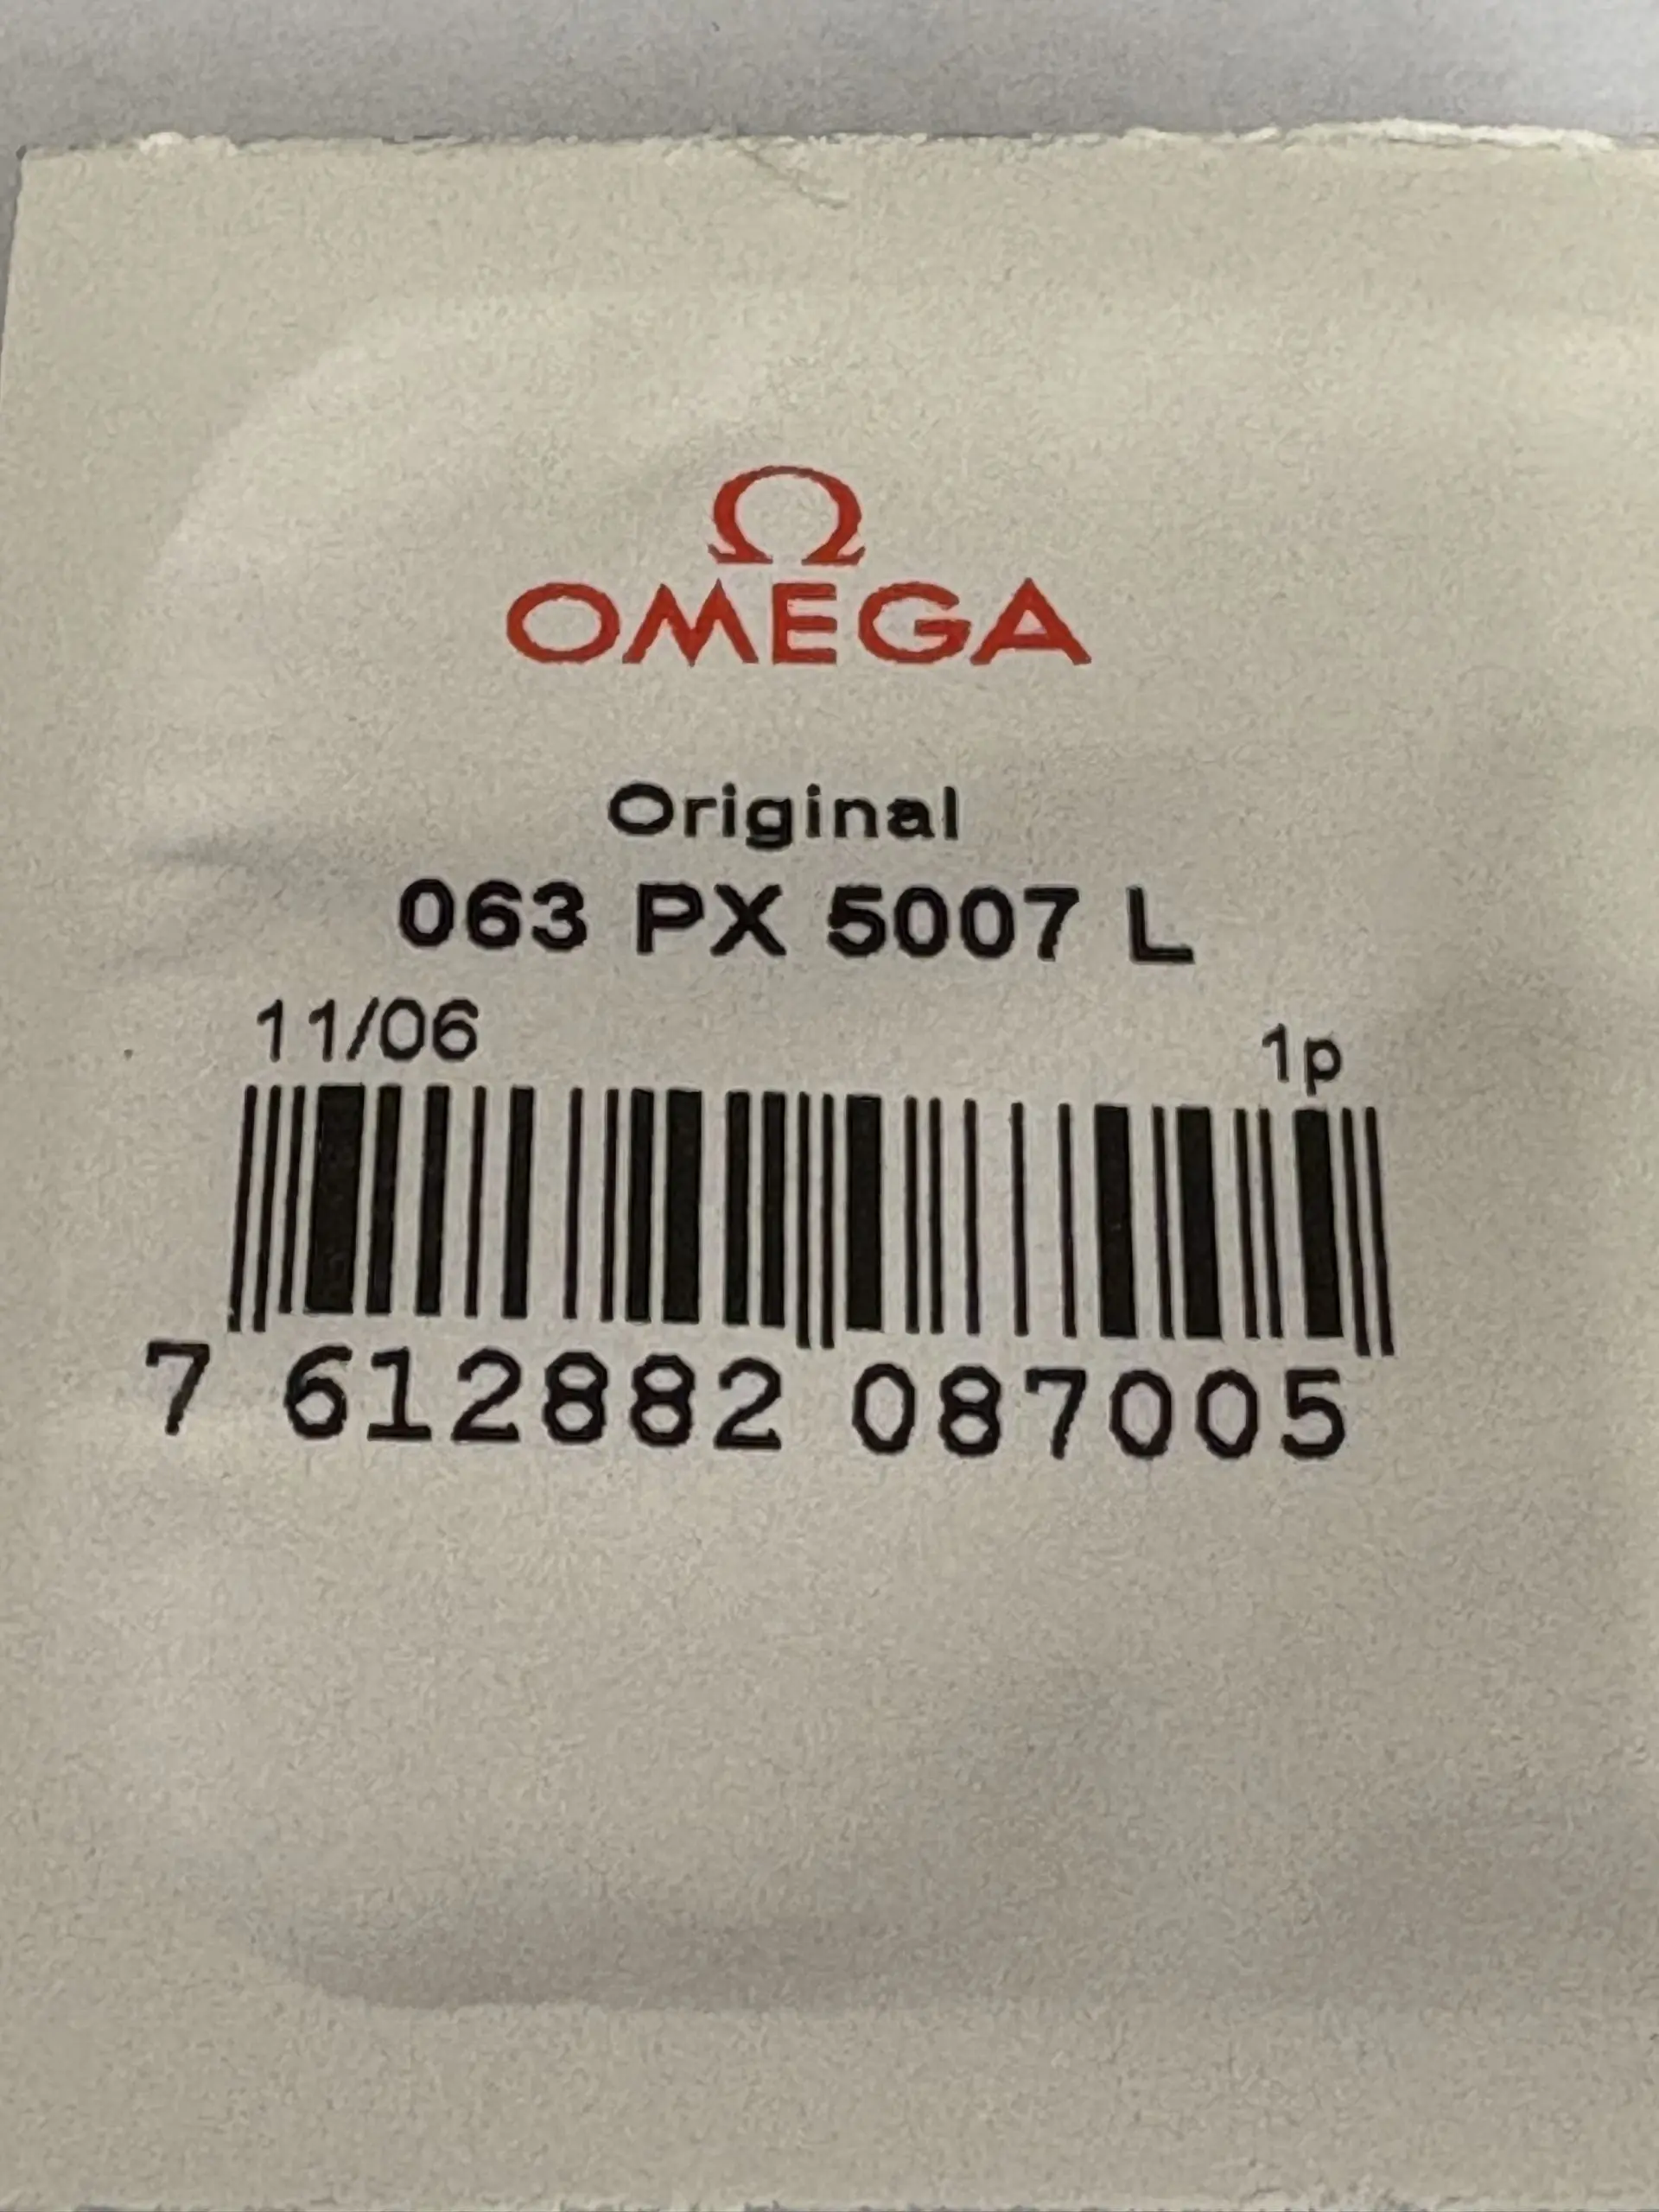 Ω
OMEGA
Original
063 PX 5007 L
11/06 1p
7 612882 087005